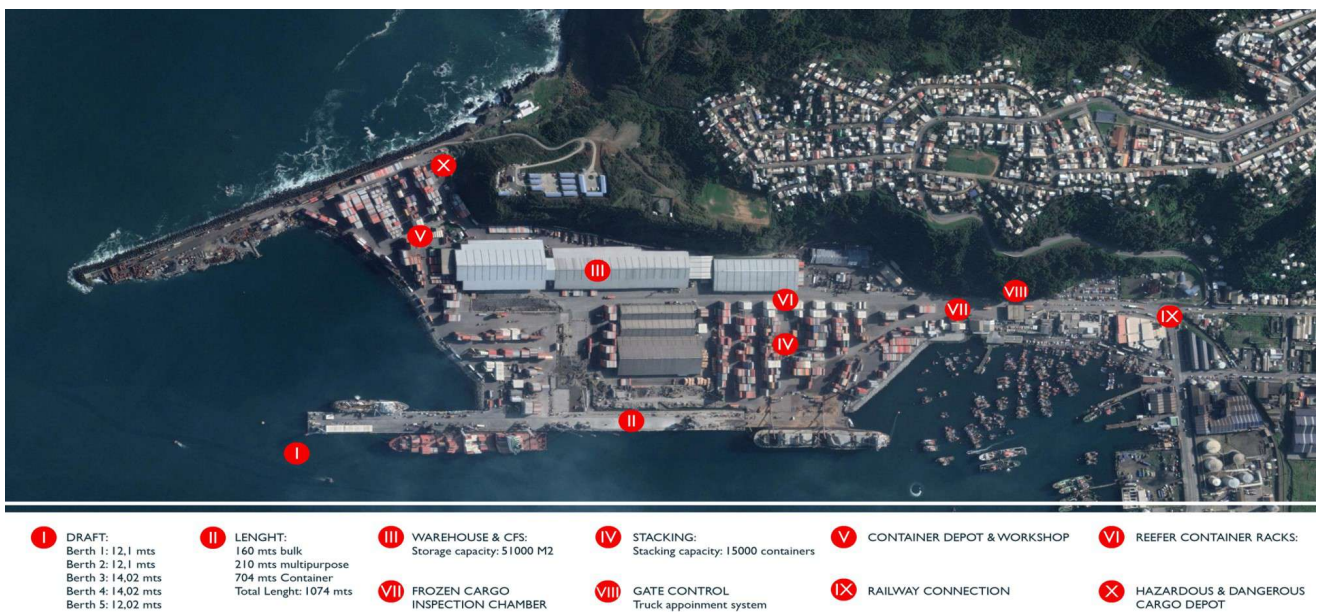 X
V
III
VI
VIII
VII
IX
IV
II
I
I DRAFT:
Berth 1: 12,1 mts
Berth 2: 12,1 mts
Berth 3: 14,02 mts
Berth 4: 14,02 mts
Berth 5: 12,02 mts
II LENGHT:
160 mts bulk
210 mts multipurpose
704 mts Container
Total Lenght: 1074 mts
III WAREHOUSE & CFS:
Storage capacity: 51000 M2
IV STACKING:
Stacking capacity: 15000 containers
V CONTAINER DEPOT & WORKSHOP
VI REEFER CONTAINER RACKS:
VII FROZEN CARGO
INSPECTION CHAMBER
VIII GATE CONTROL
Truck appoinment system
IX RAILWAY CONNECTION
X HAZARDOUS & DANGEROUS
CARGO DEPOT